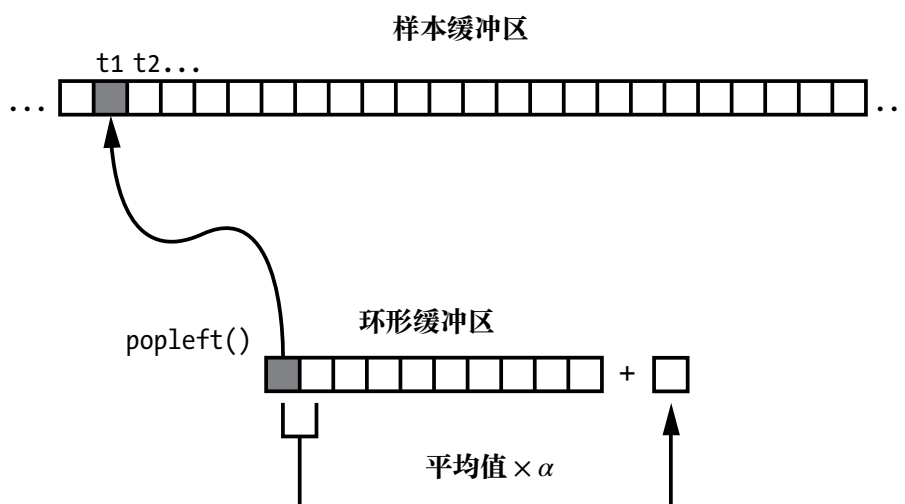 样本缓冲区
t1 t2...
... ..
环形缓冲区
popleft()
+
平均值 × α